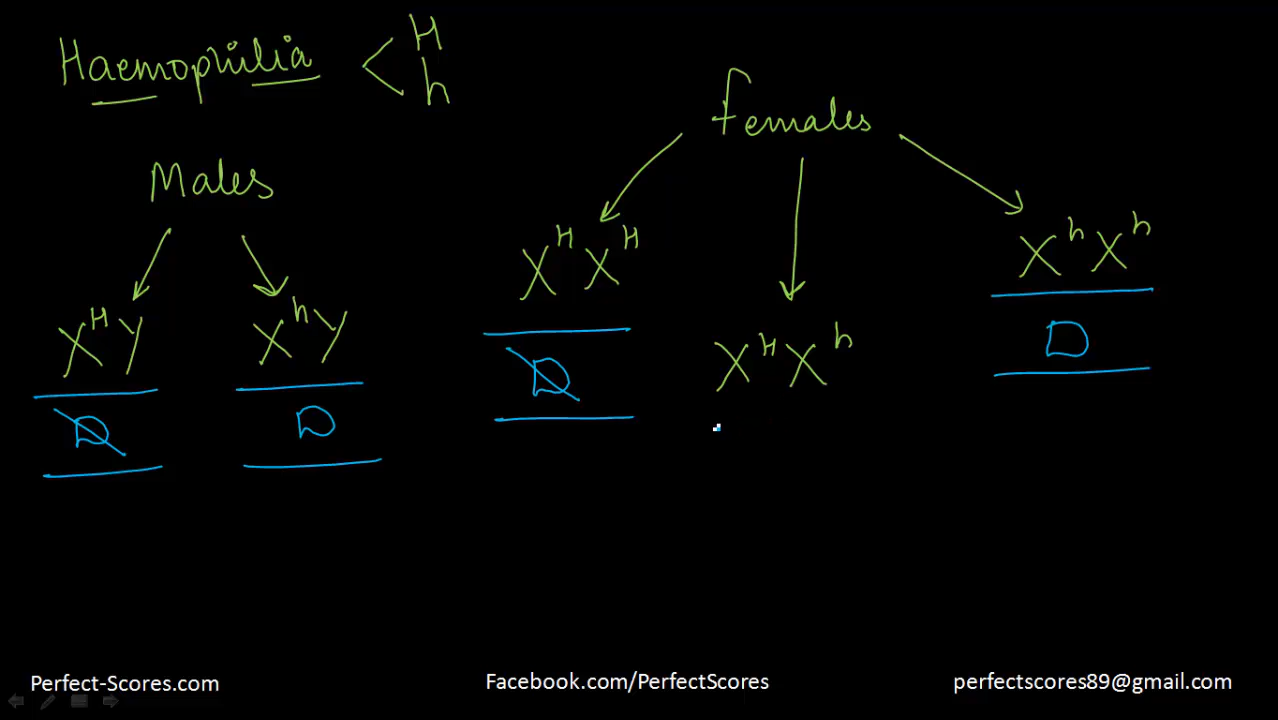 Haemophilia < H
h
females
Males
X^H Y
X^h Y
X^H X^H
X^H X^h
X^h X^h
D
D
D
D
Perfect-Scores.com
Facebook.com/PerfectScores
perfectscores89@gmail.com